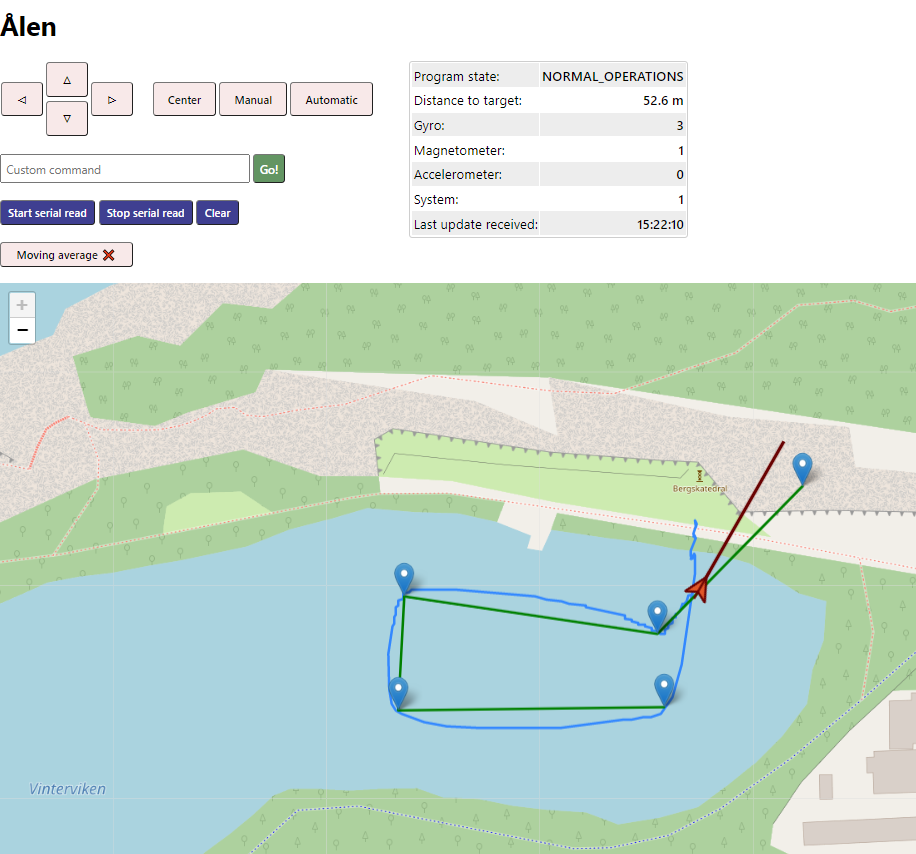 Ålen
Center Manual Automatic
Custom command Go!
Start serial read Stop serial read Clear
Moving average
Program state: NORMAL_OPERATIONS
Distance to target: 52.6 m
Gyro: 3
Magnetometer: 1
Accelerometer: 0
System: 1
Last update received: 15:22:10
+
−
Bergskatedral
Vinterviken